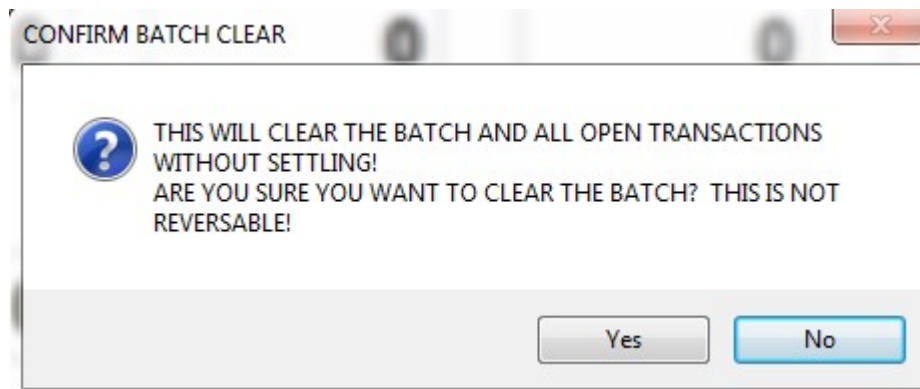 CONFIRM BATCH CLEAR
THIS WILL CLEAR THE BATCH AND ALL OPEN TRANSACTIONS
WITHOUT SETTLING!
ARE YOU SURE YOU WANT TO CLEAR THE BATCH?  THIS IS NOT
REVERSABLE!
Yes No